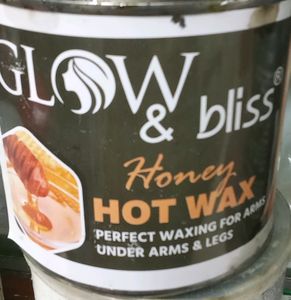 GLOW
& bliss®
Honey
HOT WAX
PERFECT WAXING FOR ARMS
UNDER ARMS & LEGS